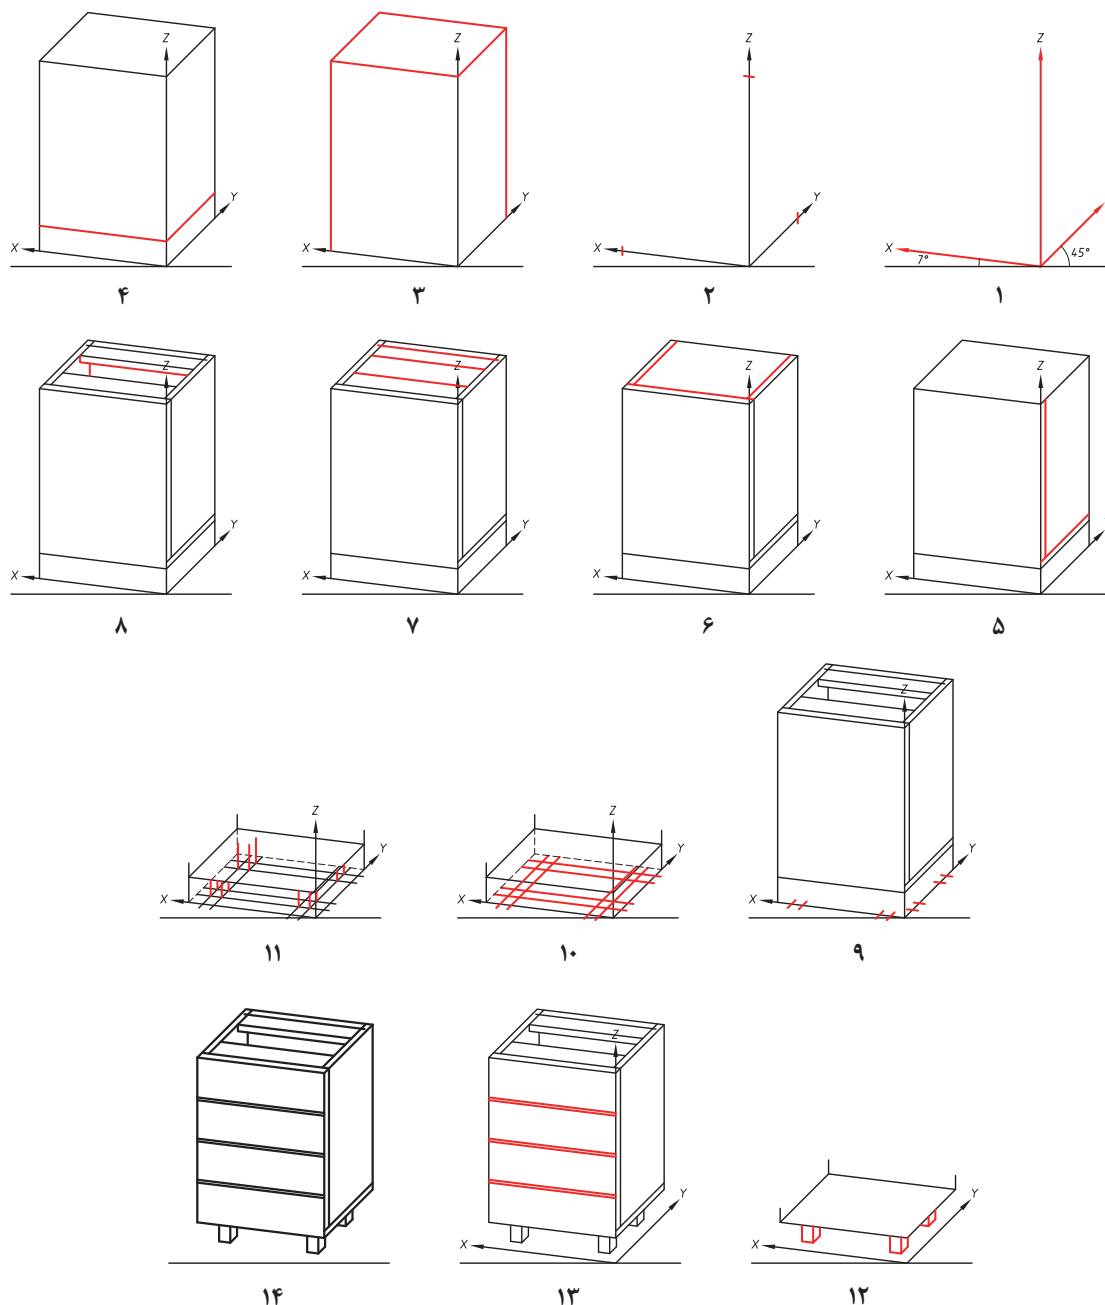 Z Z Z Z
Y Y Y
X X X X
7° 45°
۴ ۳ ۲ ۱
Z Z Z Z
Y Y Y
X X X X
۸ ۷ ۶ ۵
Z Z Z
Y Y Y
X X X
۱۱ ۱۰ ۹
Z
Y Y
X X
۱۴ ۱۳ ۱۲